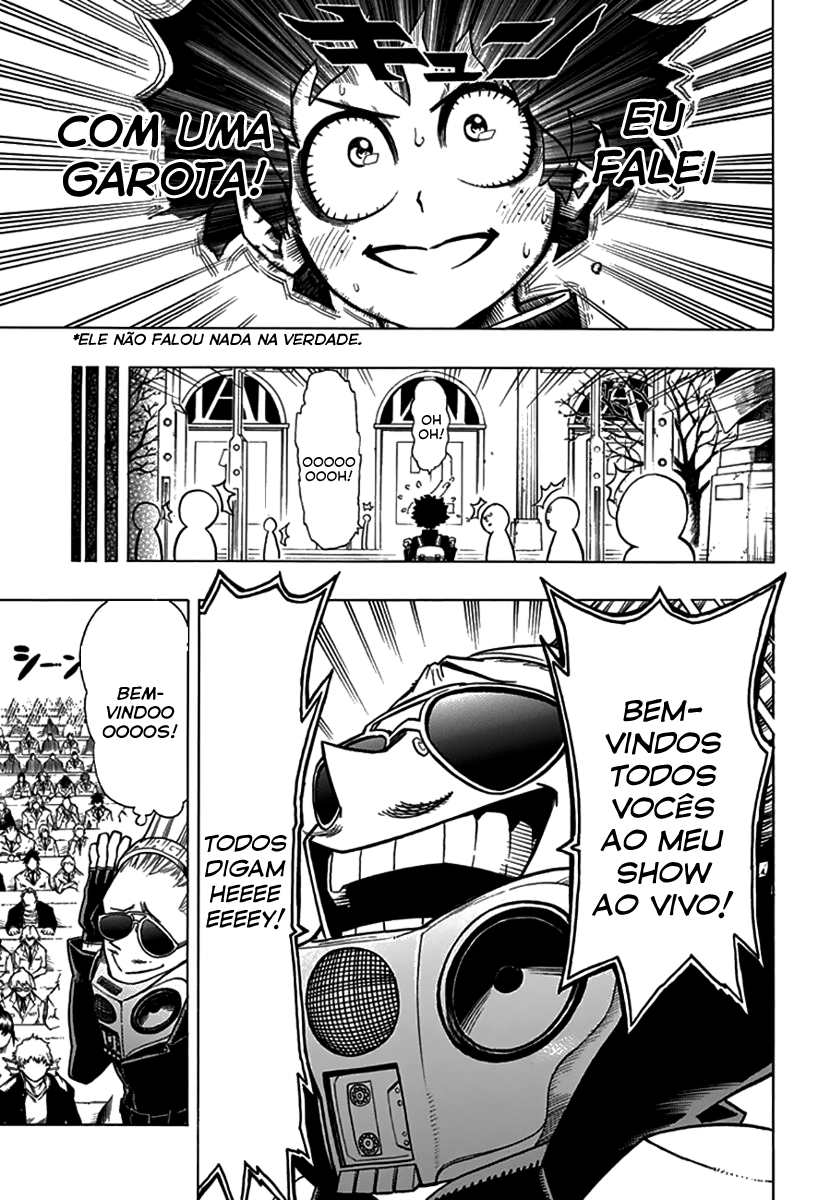 キュン
EU
FALEI
COM UMA
GAROTA!
*ELE NÃO FALOU NADA NA VERDADE.
OH
OH!
OOOOO
OOOH!
BEM-
VINDOS
TODOS
VOCÊS
AO MEU
SHOW
AO VIVO!
TODOS
DIGAM
HEEEE
EEEEY!
シーン
BEM-
VINDOO
OOOOS!